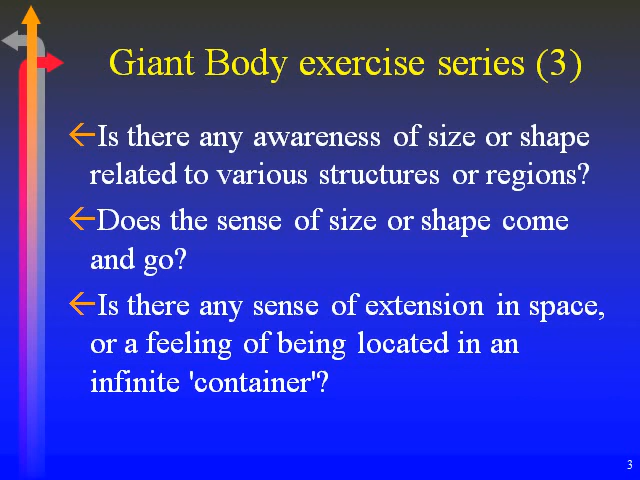 Giant Body exercise series (3)
←Is there any awareness of size or shape
related to various structures or regions?
←Does the sense of size or shape come
and go?
←Is there any sense of extension in space,
or a feeling of being located in an
infinite 'container'?
3